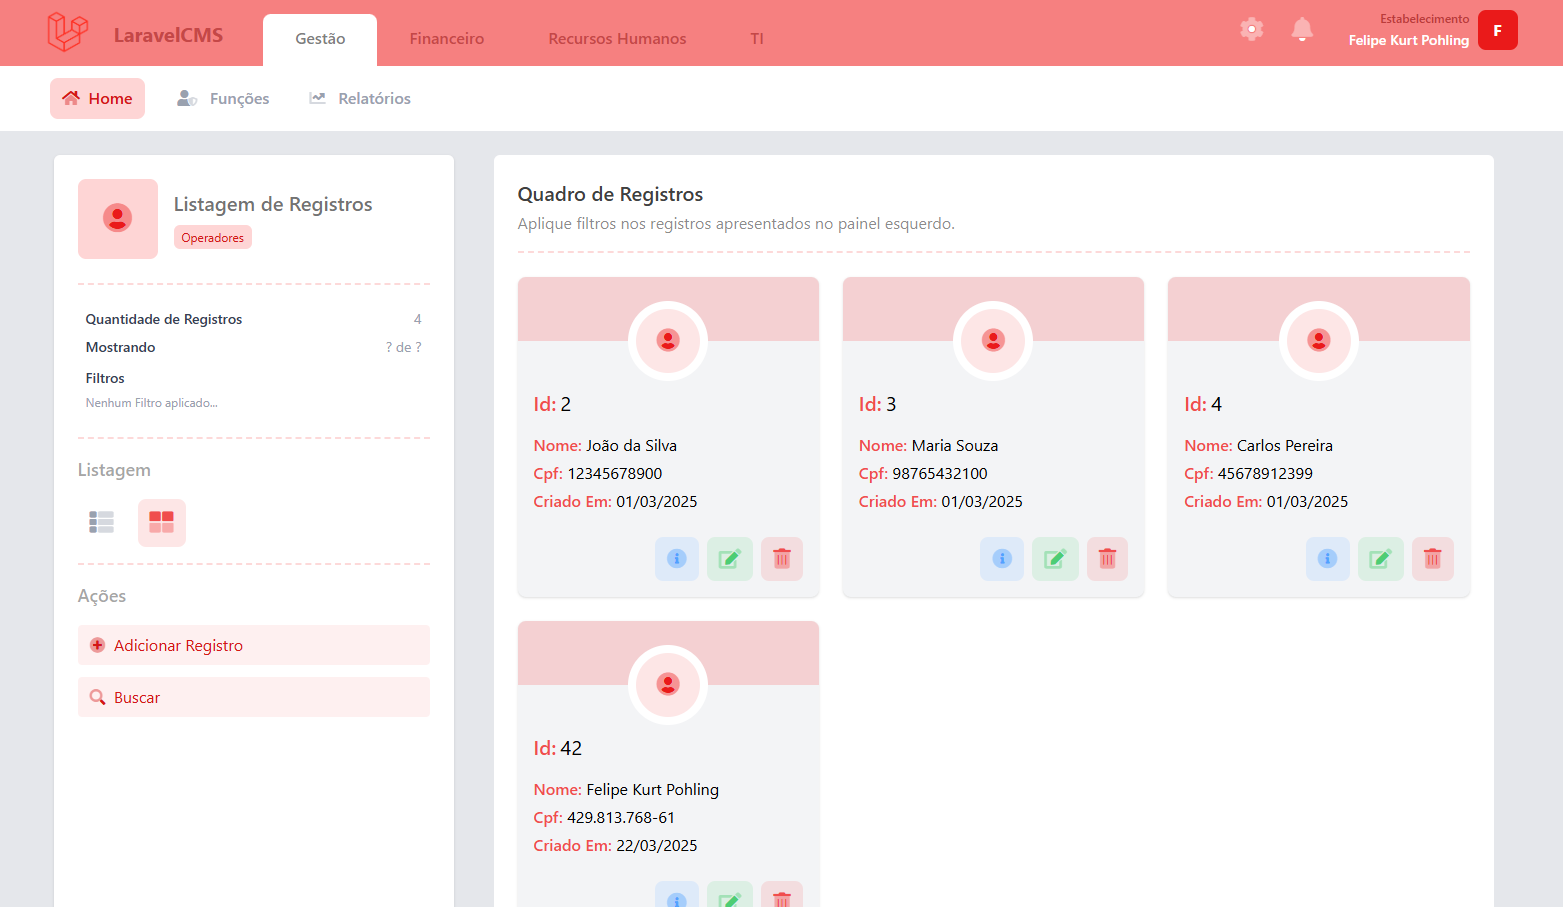 LaravelCMS
Gestão
Financeiro
Recursos Humanos
TI
Estabelecimento
Felipe Kurt Pohling
F
Home
Funções
Relatórios
Listagem de Registros
Operadores
Quantidade de Registros 4
Mostrando ? de ?
Filtros
Nenhum Filtro aplicado...
Listagem
Ações
Adicionar Registro
Buscar
Quadro de Registros
Aplique filtros nos registros apresentados no painel esquerdo.
Id: 2
Nome: João da Silva
Cpf: 12345678900
Criado Em: 01/03/2025
Id: 3
Nome: Maria Souza
Cpf: 98765432100
Criado Em: 01/03/2025
Id: 4
Nome: Carlos Pereira
Cpf: 45678912399
Criado Em: 01/03/2025
Id: 42
Nome: Felipe Kurt Pohling
Cpf: 429.813.768-61
Criado Em: 22/03/2025